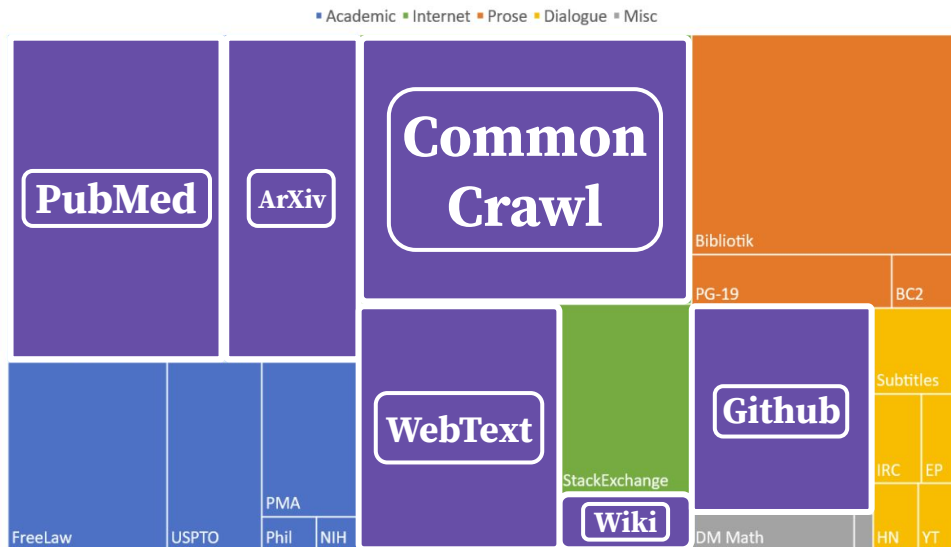 Academic Internet Prose Dialogue Misc
PubMed
ArXiv
Common
Crawl
Bibliotik
PG-19
BC2
WebText
StackExchange
Wiki
Github
Subtitles
IRC
EP
HN
YT
DM Math
FreeLaw
USPTO
PMA
Phil
NIH